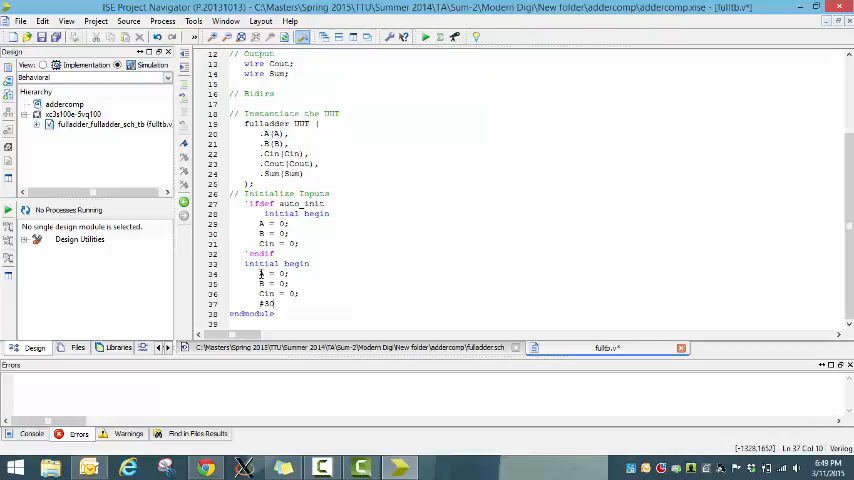 ISE Project Navigator (P.20131013) - C:\Masters\Spring 2015\TTU\Summer 2014\TA\Sum-2\Modern Digi\New folder\addercomp\addercomp.xise - [fulltb.v*]
File Edit View Project Source Process Tools Window Layout Help
Design
View: Implementation Simulation
Behavioral
Hierarchy
addercomp
xc3s100e-5vq100
fulladder_fulladder_sch_tb (fulltb.v
No Processes Running
No single design module is selected.
Design Utilities
12 // Output
13 wire Cout;
14 wire Sum;
15
16 // Bidirs
17
18 // Instantiate the UUT
19 fulladder UUT (
20 .A(A),
21 .B(B),
22 .Cin(Cin),
23 .Cout(Cout),
24 .Sum(Sum)
25 );
26 // Initialize Inputs
27 `ifdef auto_init
28 initial begin
29 A = 0;
30 B = 0;
31 Cin = 0;
32 `endif
33 initial begin
34 = 0;
35 B = 0;
36 Cin = 0;
37 #30
38 endmodule
39
Design Files Libraries
C:\Masters\Spring 2015\TTU\Summer 2014\TA\Sum-2\Modern Digi\New folder\addercomp\fulladder.sch
fulltb.v*
Errors
Console Errors Warnings Find in Files Results
[-1328,1652] Ln 37 Col 10
6:49 PM
3/11/2015